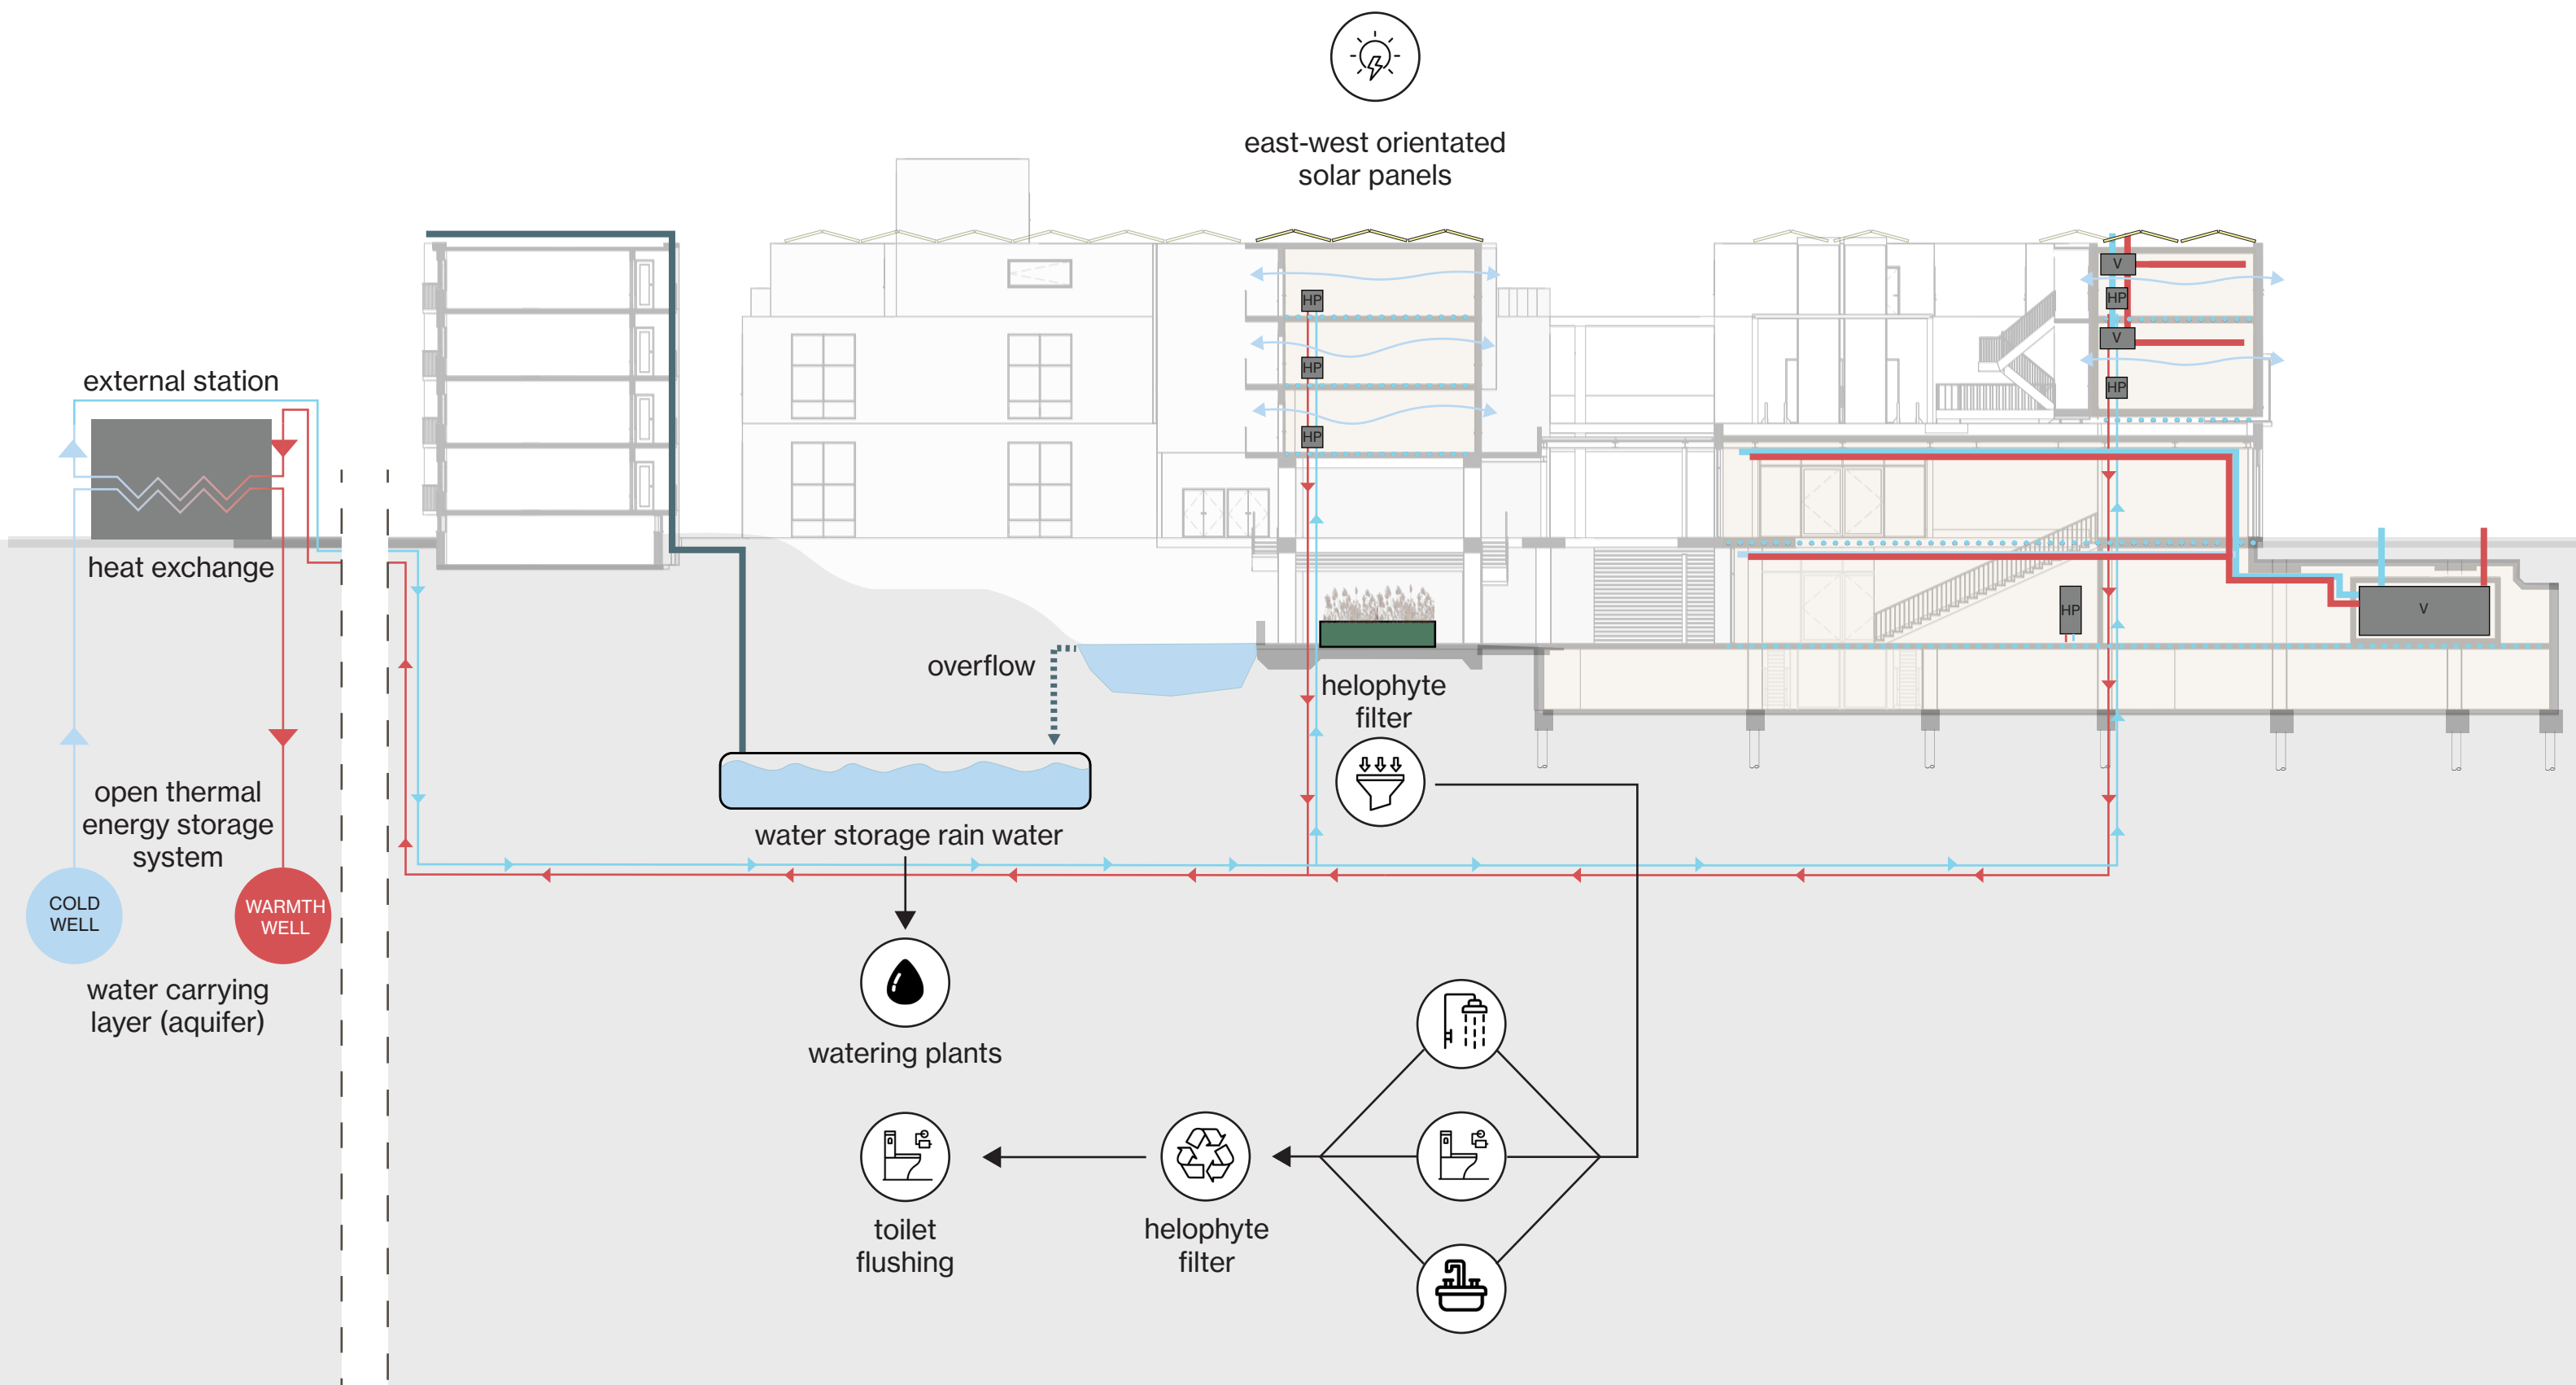 east-west orientated
solar panels
external station
heat exchange
open thermal
energy storage
system
COLD
WELL
WARMTH
WELL
water carrying
layer (aquifer)
overflow
water storage rain water
watering plants
toilet
flushing
helophyte
filter
helophyte
filter
HP
HP
HP
V
HP
V
HP
HP
V